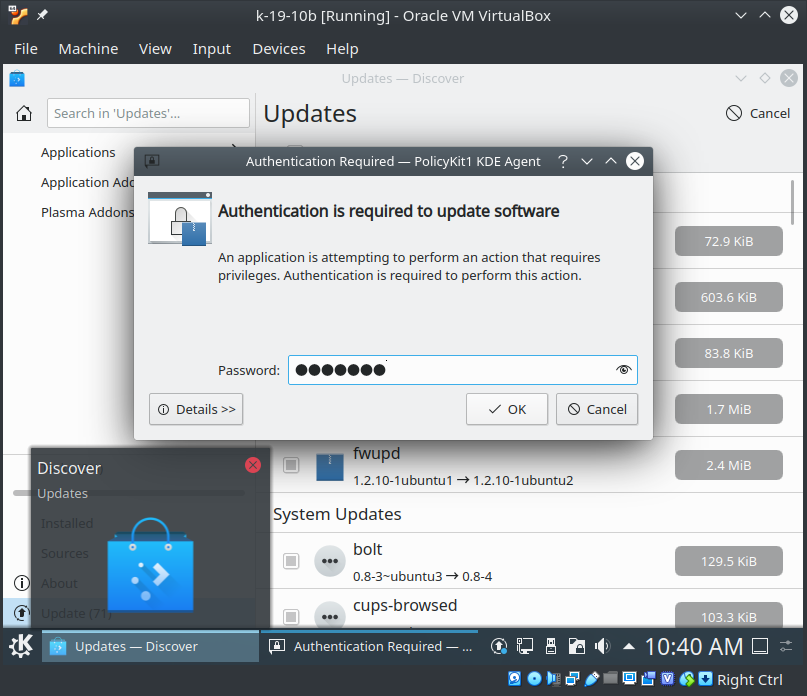 k-19-10b [Running] - Oracle VM VirtualBox
File Machine View Input Devices Help
Updates — Discover
Search in 'Updates'...
Updates
Cancel
Applications
Application Add
Plasma Addons
Authentication Required — PolicyKit1 KDE Agent
Authentication is required to update software
An application is attempting to perform an action that requires
privileges. Authentication is required to perform this action.
Password:
Details >>
OK
Cancel
72.9 KiB
603.6 KiB
83.8 KiB
1.7 MiB
fwupd
1.2.10-1ubuntu1 → 1.2.10-1ubuntu2
2.4 MiB
System Updates
bolt
0.8-3~ubuntu3 → 0.8-4
129.5 KiB
cups-browsed
103.3 KiB
Discover
Updates
Installed
Sources
About
Update (71)
Updates — Discover
Authentication Required — ...
10:40 AM
Right Ctrl